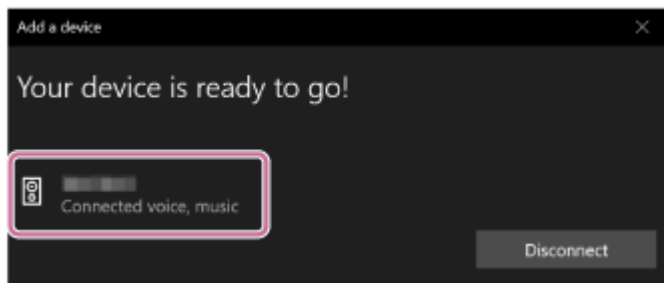 Add a device
Your device is ready to go!
Connected voice, music
Disconnect